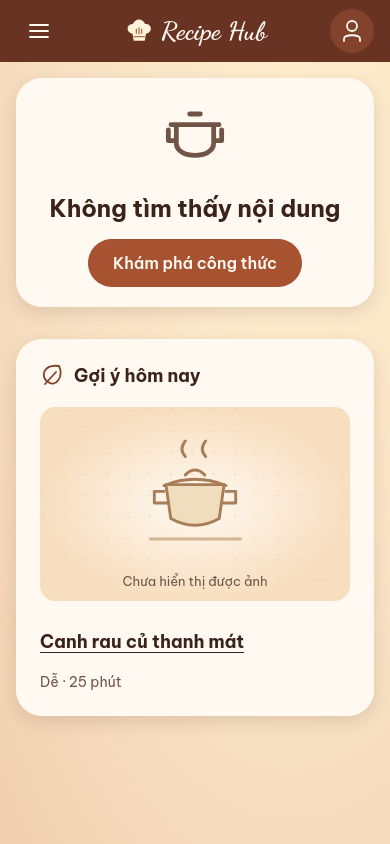 Recipe Hub
Không tìm thấy nội dung
Khám phá công thức
Gợi ý hôm nay
Chưa hiển thị được ảnh
Canh rau củ thanh mát
Dễ · 25 phút